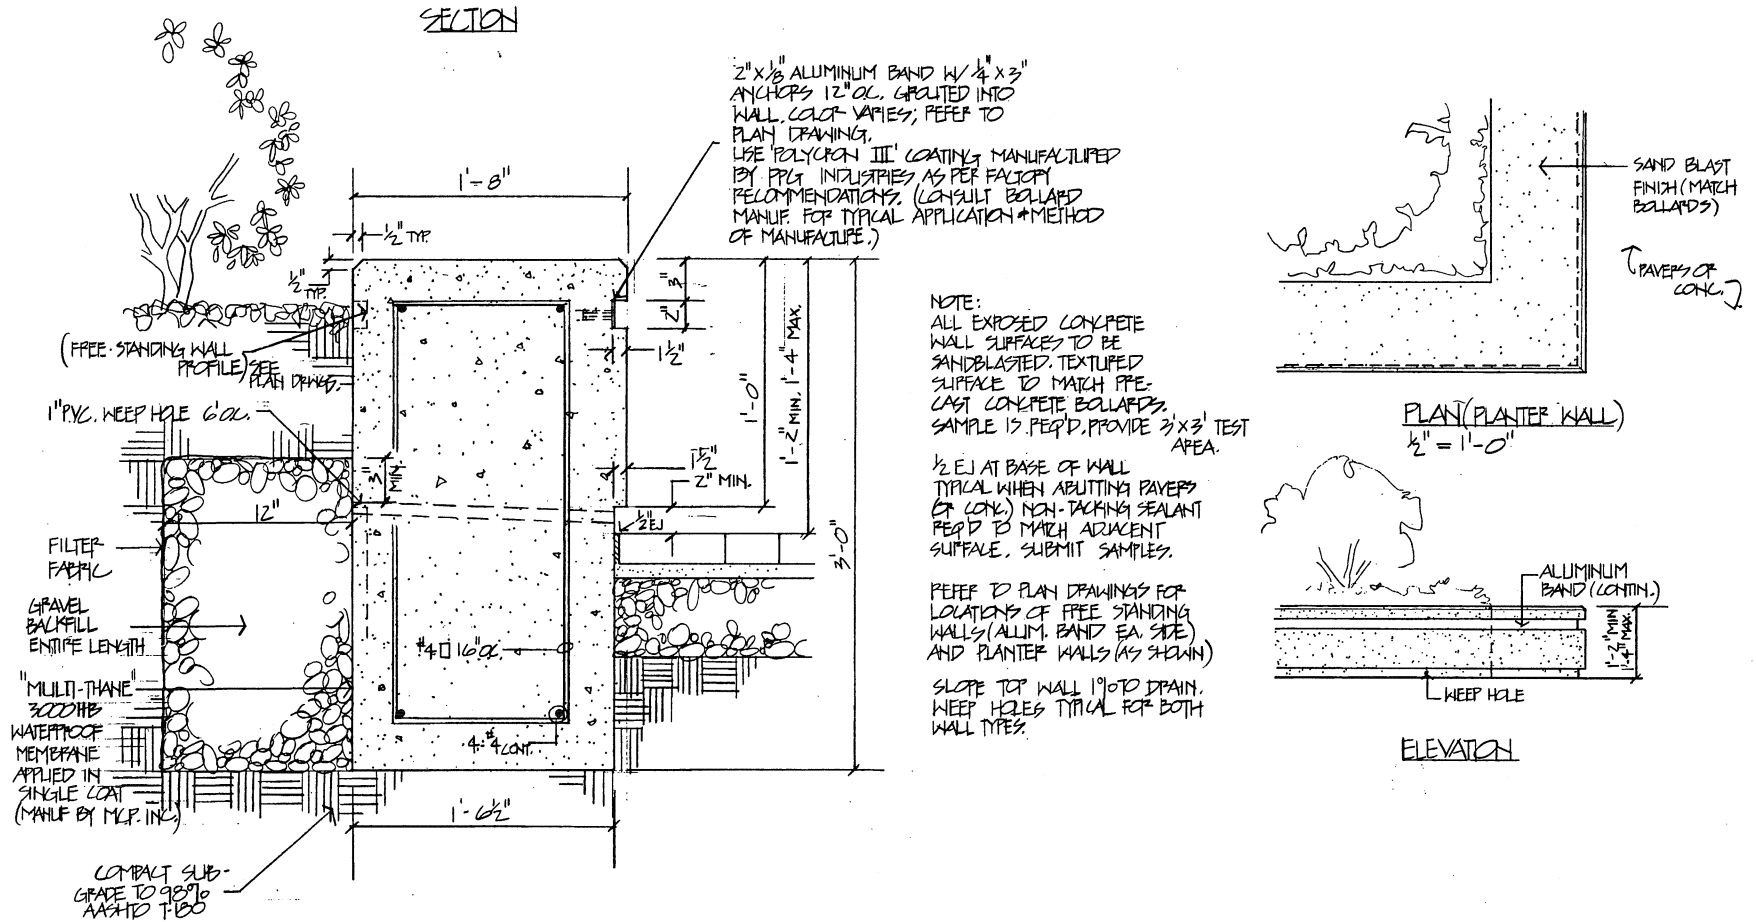 SECTION
2" X 1/8" ALUMINUM BAND W/ 1/4" X 3"
ANCHORS 12" O.C. GROUTED INTO
WALL. COLOR VARIES; REFER TO
PLAN DRAWING.
USE 'POLYCRON III' COATING MANUFACTURED
BY PPG INDUSTRIES AS PER FACTORY
RECOMMENDATIONS. (CONSULT BOLLARD
MANUF. FOR TYPICAL APPLICATION & METHOD
OF MANUFACTURE.)
1'-8"
1/2" TYP.
1/2"
TYP.
3"
2"
1 1/2"
1'-0"
1'-2" MIN. 1'-4" MAX.
3'-0"
(FREE-STANDING WALL
PROFILE) SEE
PLAN DRWGS.
1" P.V.C. WEEP HOLE 6' O.C.
3"
MIN.
1 1/2"
2" MIN.
1/2" EJ
12"
FILTER
FABRIC
GRAVEL
BACKFILL
ENTIRE LENGTH
"MULTI-THANE"
3000 HB
WATERPROOF
MEMBRANE
APPLIED IN
SINGLE COAT
(MANUF BY M.C.P. INC.)
#4 □ 16" O.C.
4-#4 CONT.
1'-6 1/2"
COMPACT SUB-
GRADE TO 98%
AASHTO T-180
NOTE:
ALL EXPOSED CONCRETE
WALL SURFACES TO BE
SANDBLASTED. TEXTURED
SURFACE TO MATCH PRE-
CAST CONCRETE BOLLARDS.
SAMPLE IS REQ'D. PROVIDE 3'X3' TEST
AREA.
1/2 EJ AT BASE OF WALL
TYPICAL WHEN ABUTTING PAVERS
(OR CONC.) NON-TACKING SEALANT
REQ'D TO MATCH ADJACENT
SURFACE. SUBMIT SAMPLES.
REFER TO PLAN DRAWINGS FOR
LOCATIONS OF FREE STANDING
WALLS (ALUM. BAND EA. SIDE)
AND PLANTER WALLS (AS SHOWN)
SLOPE TOP WALL 1% TO DRAIN.
WEEP HOLES TYPICAL FOR BOTH
WALL TYPES.
SAND BLAST
FINISH (MATCH
BOLLARDS)
PAVERS OR
CONC.
PLAN (PLANTER WALL)
1/2" = 1'-0"
ALUMINUM
BAND (CONTIN.)
1'-2" MIN
1'-4" MAX.
WEEP HOLE
ELEVATION